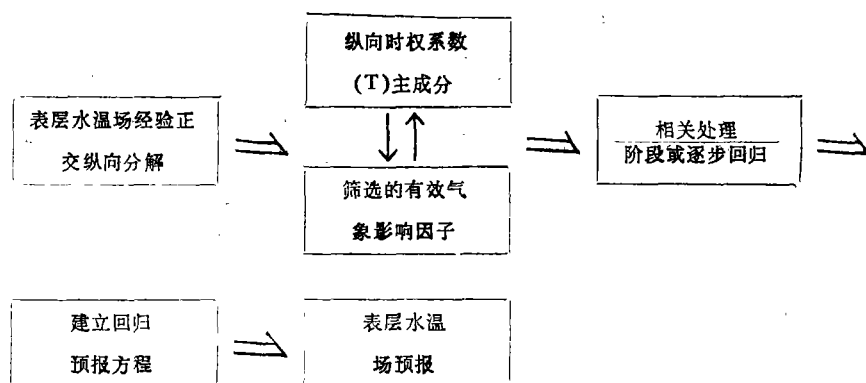 表层水温场经验正
交纵向分解
纵向时权系数
(T)主成分
筛选的有效气
象影响因子
相关处理
阶段或逐步回归
建立回归
预报方程
表层水温
场预报